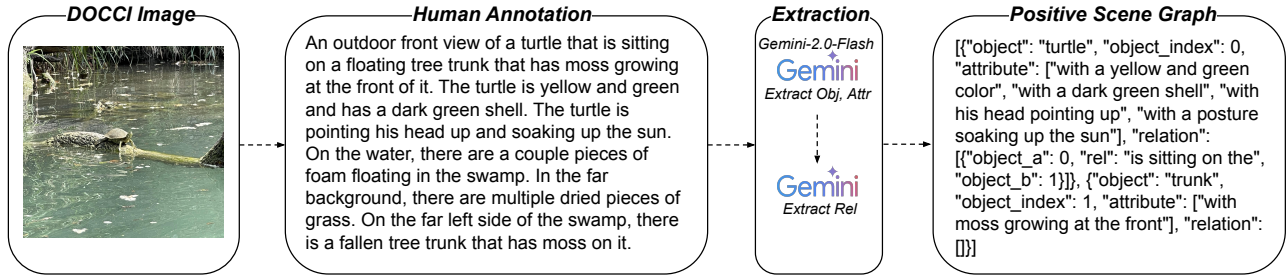 DOCCI Image
Human Annotation
An outdoor front view of a turtle that is sitting
on a floating tree trunk that has moss growing
at the front of it. The turtle is yellow and green
and has a dark green shell. The turtle is
pointing his head up and soaking up the sun.
On the water, there are a couple pieces of
foam floating in the swamp. In the far
background, there are multiple dried pieces of
grass. On the far left side of the swamp, there
is a fallen tree trunk that has moss on it.
Extraction
Gemini-2.0-Flash
Gemini
Extract Obj, Attr
Gemini
Extract Rel
Positive Scene Graph
[{"object": "turtle", "object_index": 0,
"attribute": ["with a yellow and green
color", "with a dark green shell", "with
his head pointing up", "with a posture
soaking up the sun"], "relation":
[{"object_a": 0, "rel": "is sitting on the",
"object_b": 1}]}, {"object": "trunk",
"object_index": 1, "attribute": ["with
moss growing at the front"], "relation":
[]}]